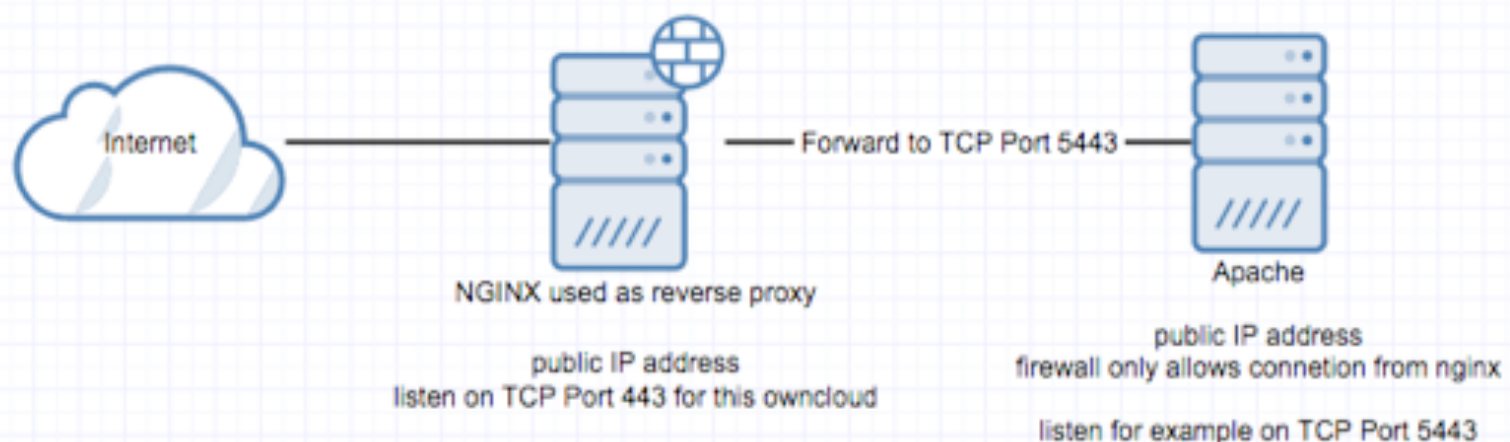 Internet
Forward to TCP Port 5443
NGINX used as reverse proxy
public IP address
listen on TCP Port 443 for this owncloud
Apache
public IP address
firewall only allows connetion from nginx
listen for example on TCP Port 5443